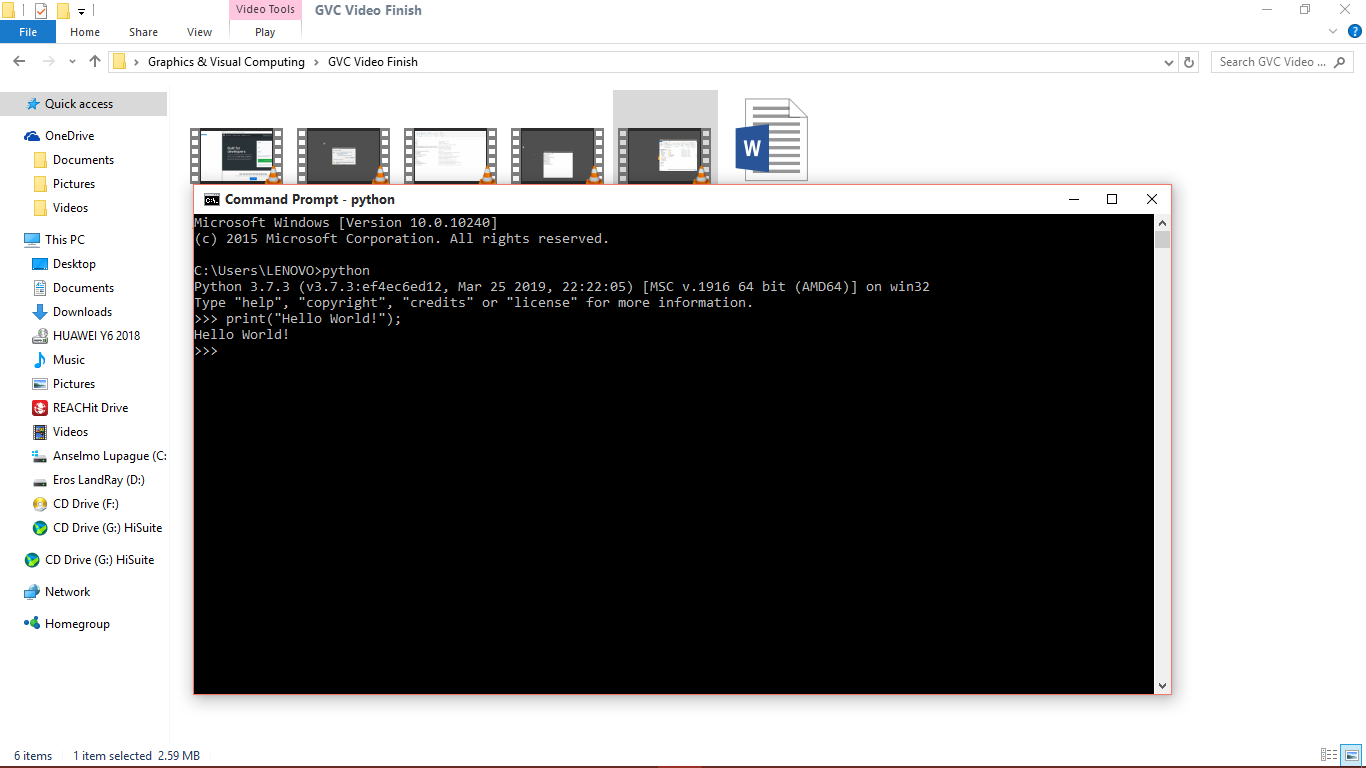 Video Tools
GVC Video Finish
File
Home
Share
View
Play
Graphics & Visual Computing
GVC Video Finish
Search GVC Video ...
Quick access
OneDrive
Documents
Pictures
Videos
This PC
Desktop
Documents
Downloads
HUAWEI Y6 2018
Music
Pictures
REACHit Drive
Videos
Anselmo Lupague (C:
Eros LandRay (D:)
CD Drive (F:)
CD Drive (G:) HiSuite
CD Drive (G:) HiSuite
Network
Homegroup
W
Command Prompt - python
Microsoft Windows [Version 10.0.10240]
(c) 2015 Microsoft Corporation. All rights reserved.
C:\Users\LENOVO>python
Python 3.7.3 (v3.7.3:ef4ec6ed12, Mar 25 2019, 22:22:05) [MSC v.1916 64 bit (AMD64)] on win32
Type "help", "copyright", "credits" or "license" for more information.
>>> print("Hello World!");
Hello World!
>>>
6 items
1 item selected 2.59 MB